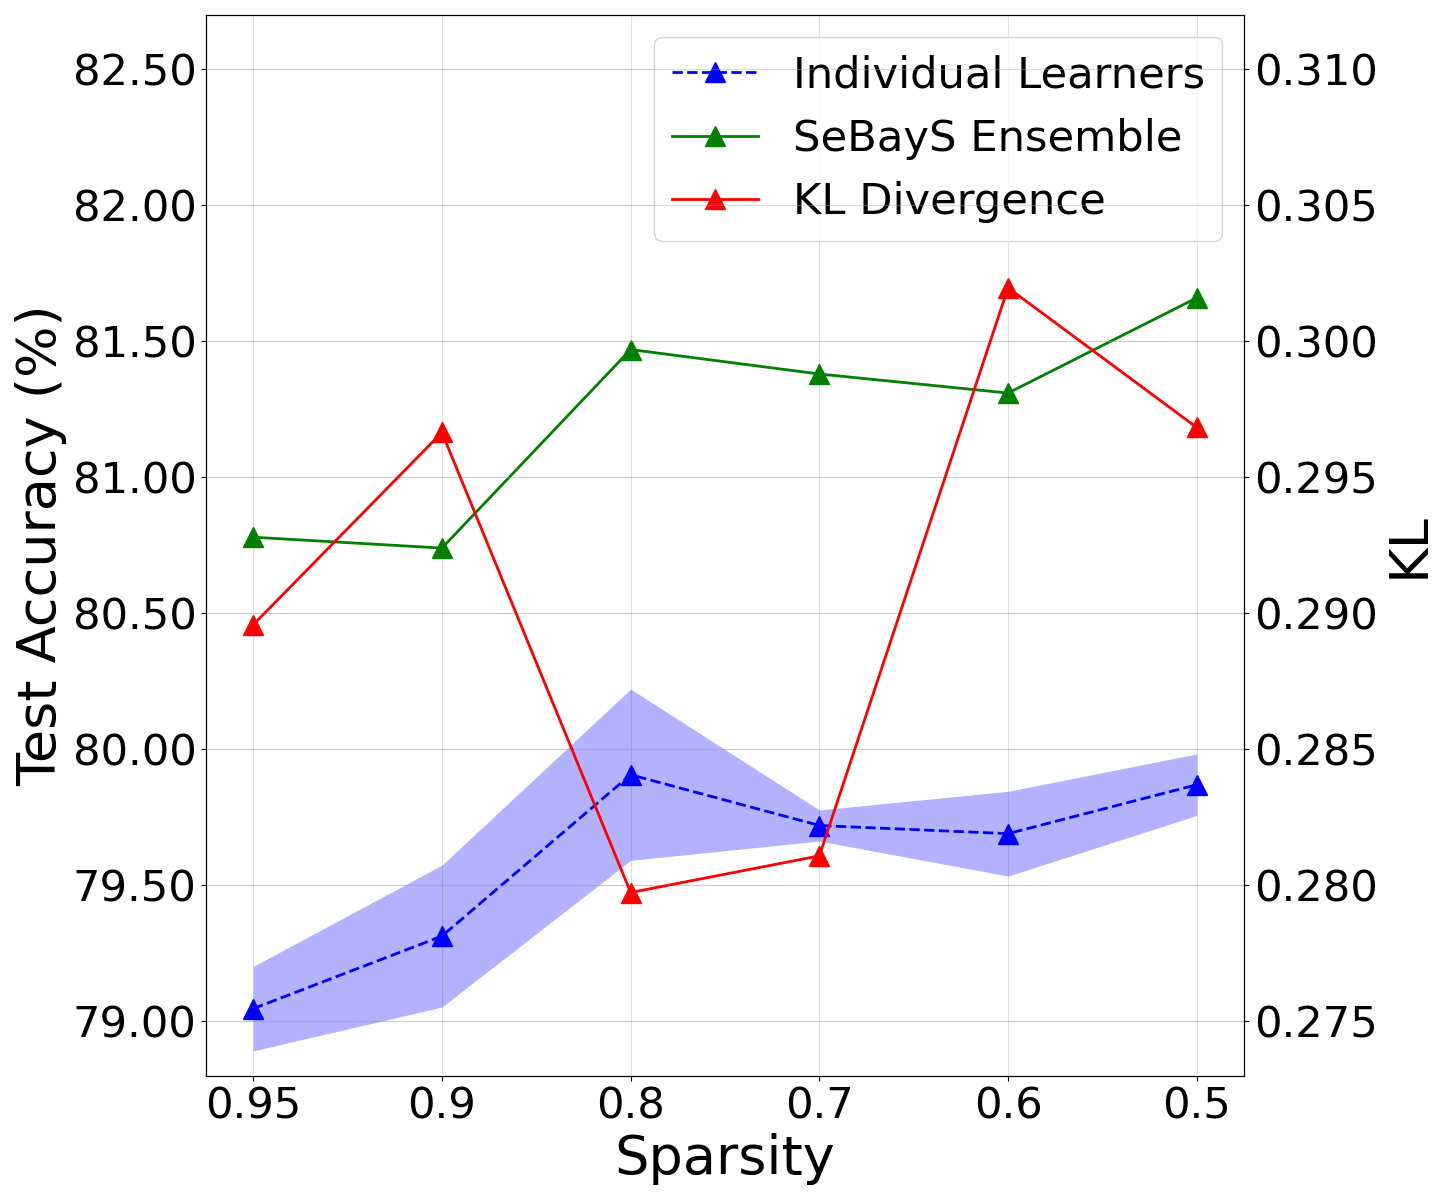 82.50
82.00
81.50
81.00
80.50
80.00
79.50
79.00
Test Accuracy (%)
Individual Learners
SeBayS Ensemble
KL Divergence
0.310
0.305
0.300
0.295
0.290
0.285
0.280
0.275
KL
0.95 0.9 0.8 0.7 0.6 0.5
Sparsity